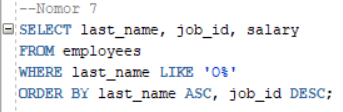 --Nomor 7
SELECT last_name, job_id, salary
FROM employees
WHERE last_name LIKE 'O%'
ORDER BY last_name ASC, job_id DESC;